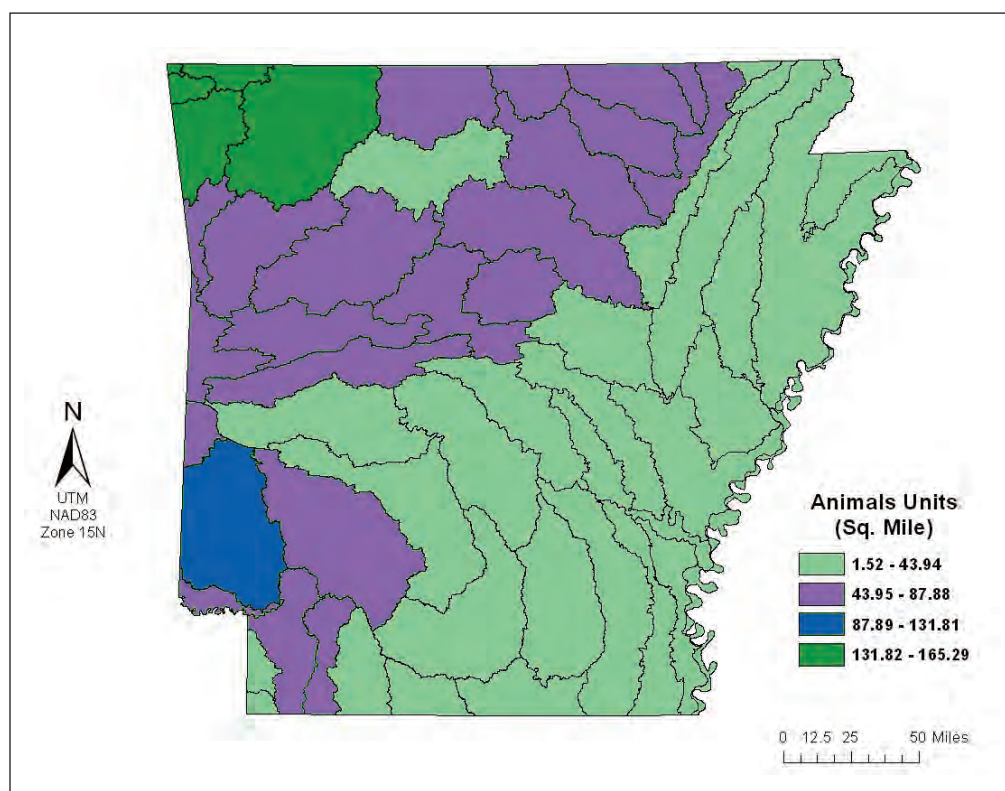 N
UTM
NAD83
Zone 15N
Animals Units
(Sq. Mile)
1.52 - 43.94
43.95 - 87.88
87.89 - 131.81
131.82 - 165.29
0 12.5 25 50 Miles